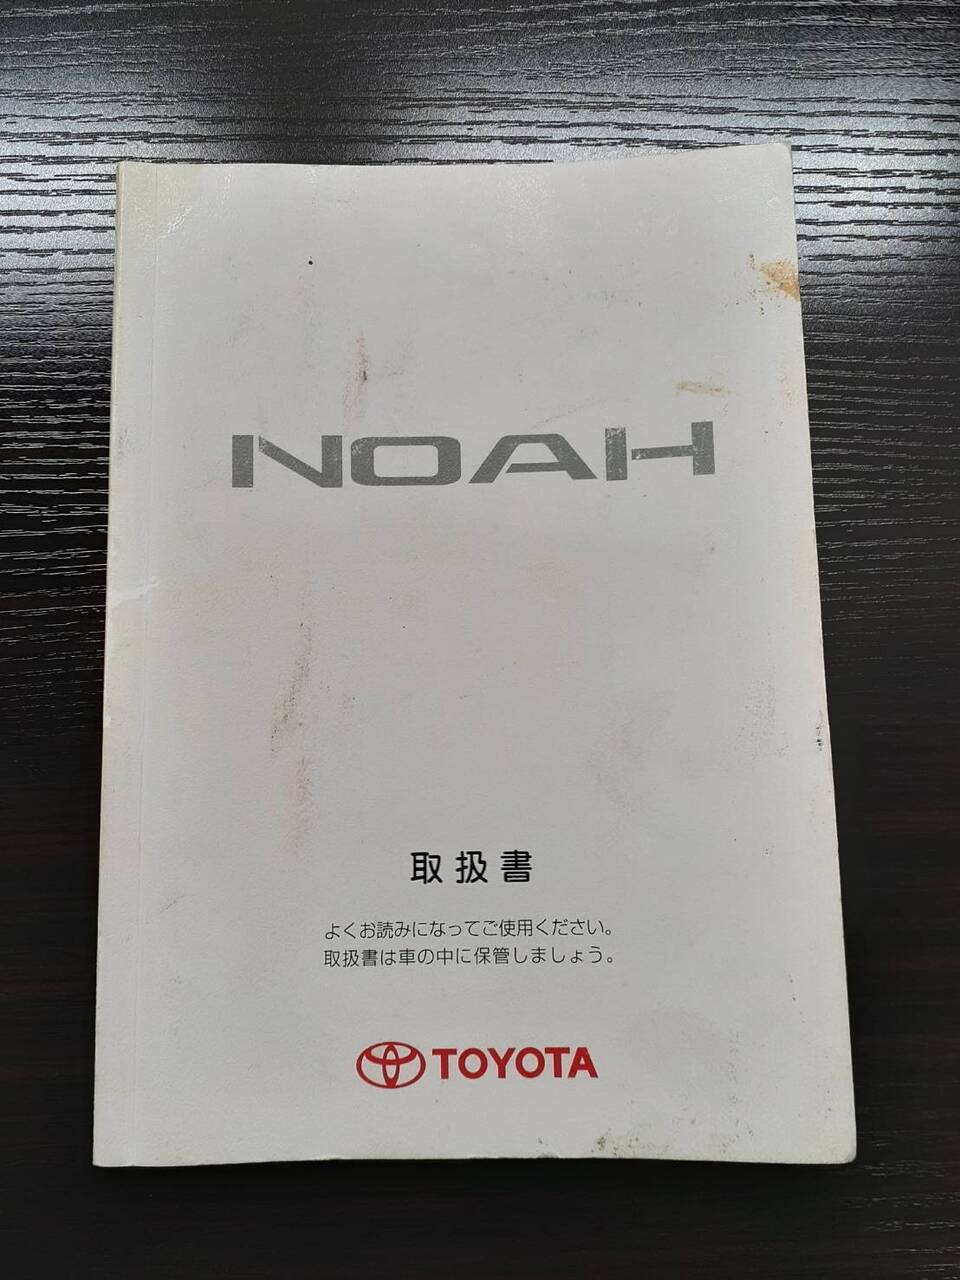 NOAH
取扱書
よくお読みになってご使用ください。
取扱書は車の中に保管しましょう。
TOYOTA